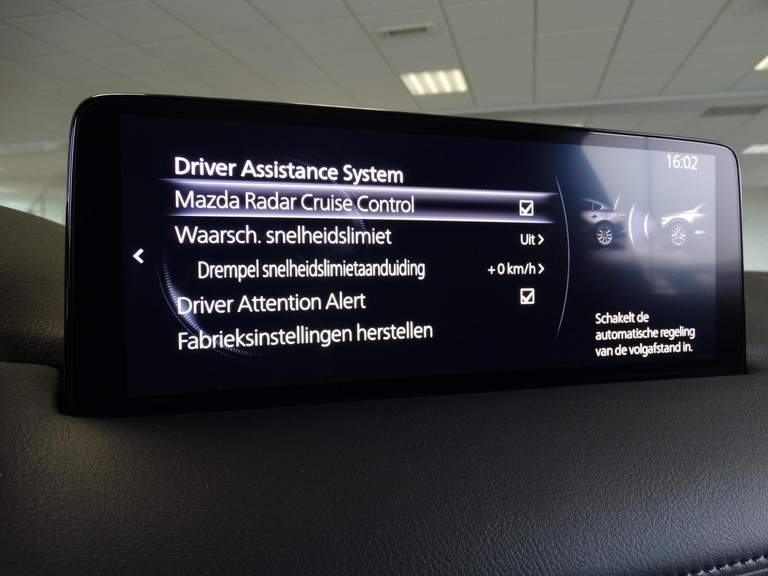 16:02
Driver Assistance System
Mazda Radar Cruise Control
Waarsch. snelheidslimiet Uit >
Drempel snelheidslimietaanduiding + 0 km/h >
Driver Attention Alert
Fabrieksinstellingen herstellen
Schakelt de
automatische regeling
van de volgafstand in.